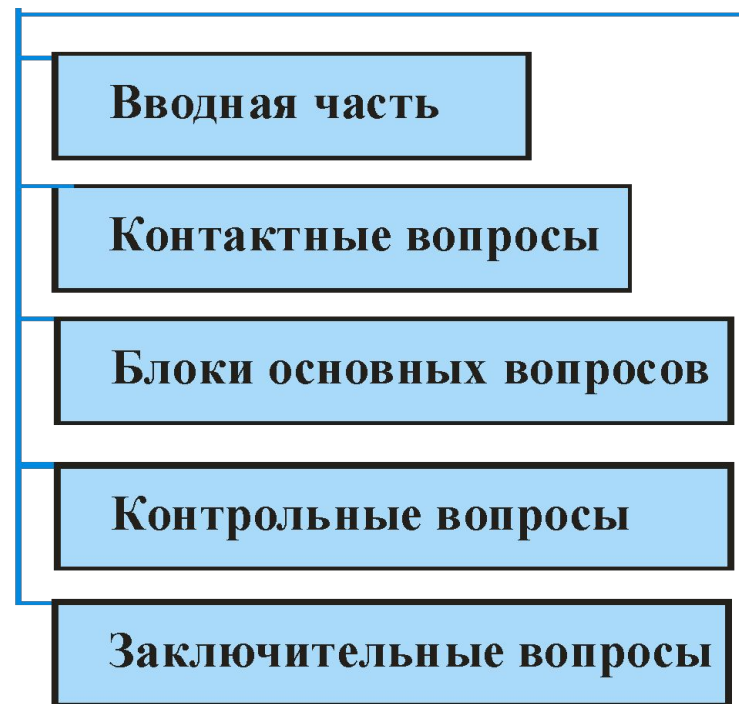 Вводная часть
Контактные вопросы
Блоки основных вопросов
Контрольные вопросы
Заключительные вопросы